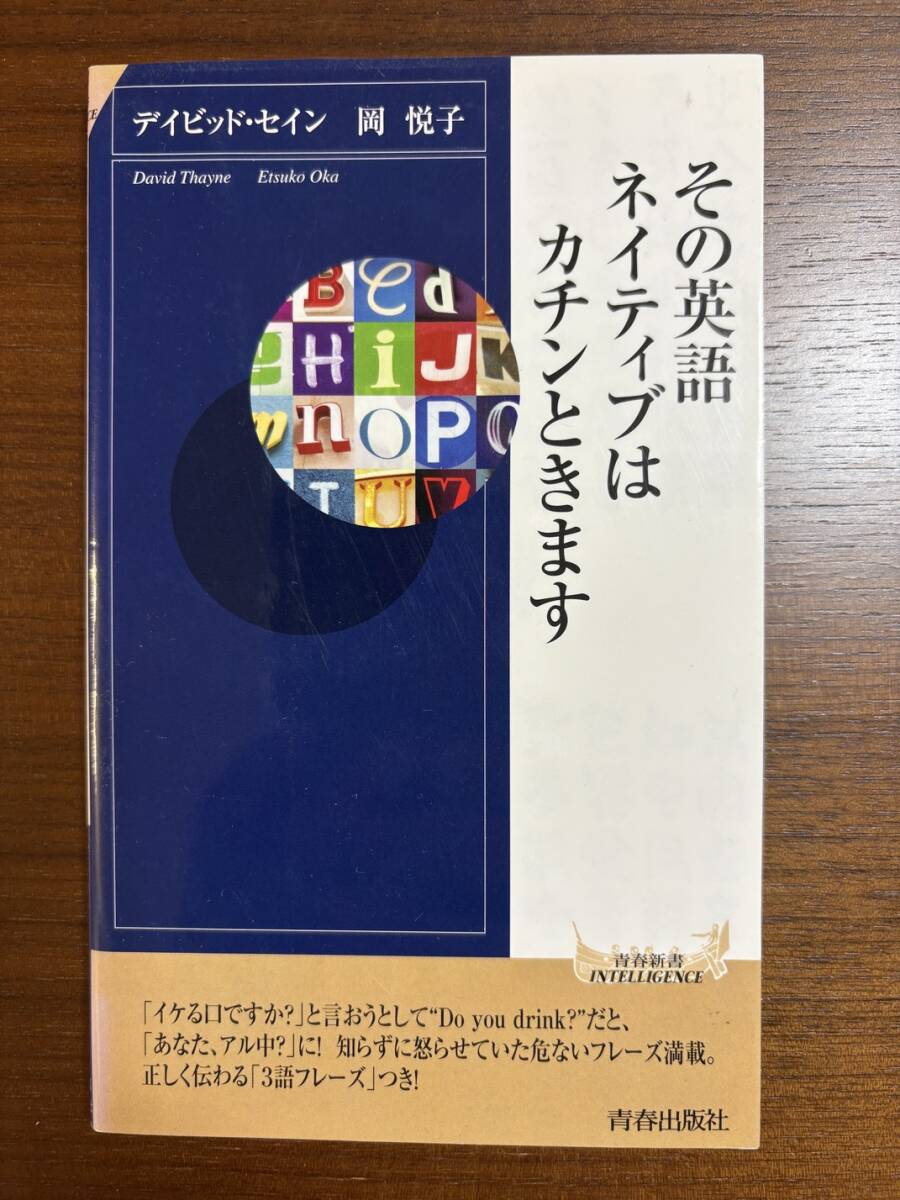 デイビッド・セイン　岡 悦子
David Thayne　Etsuko Oka
その英語
ネイティブは
カチンときます
B C d
H i J K
m n O P O
T U Y
青春新書
INTELLIGENCE
「イケる口ですか?」と言おうとして“Do you drink?”だと、
「あなた、アル中?」に! 知らずに怒らせていた危ないフレーズ満載。
正しく伝わる「3語フレーズ」つき!
青春出版社